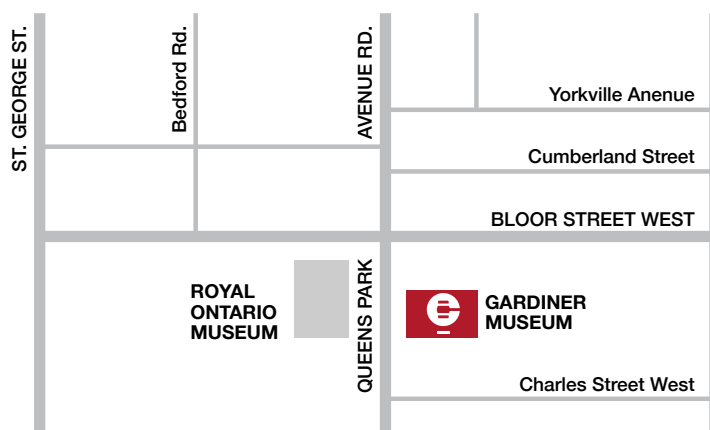 ST. GEORGE ST.
Bedford Rd.
AVENUE RD.
Yorkville Anenue
Cumberland Street
BLOOR STREET WEST
ROYAL
ONTARIO
MUSEUM
QUEENS PARK
GARDINER
MUSEUM
Charles Street West